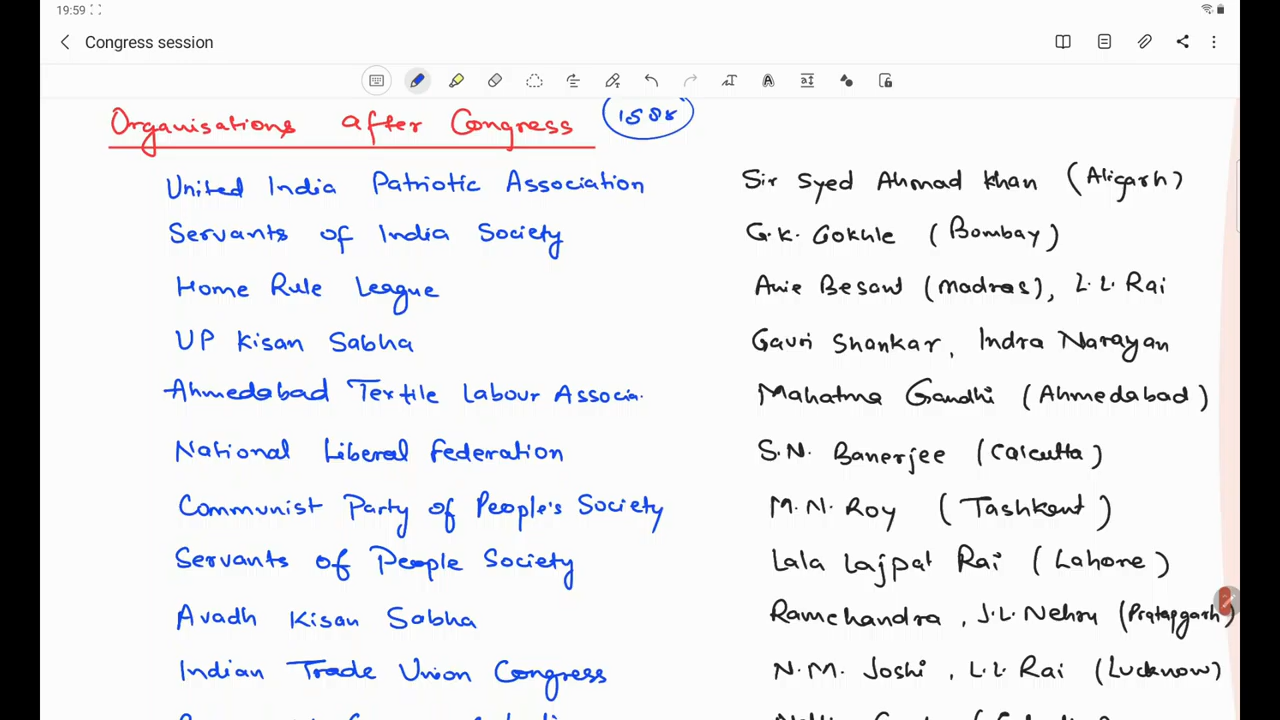 19:59
Congress session
Organisations after Congress 1885
United India Patriotic Association Sir Syed Ahmad Khan (Aligarh)
Servants of India Society G.K. Gokhle (Bombay)
Home Rule League Anie Besant (Madras), L.L. Rai
UP Kisan Sabha Gauri Shankar, Indra Narayan
Ahmedabad Textile Labour Associa. Mahatma Gandhi (Ahmedabad)
National Liberal Federation S.N. Banerjee (Calcutta)
Communist Party of People's Society M.N. Roy (Tashkent)
Servants of People Society Lala Lajpat Rai (Lahore)
Avadh Kisan Sabha Ramchandra, J.L. Nehru (Pratapgarh)
Indian Trade Union Congress N.M. Joshi, L.L. Rai (Lucknow)